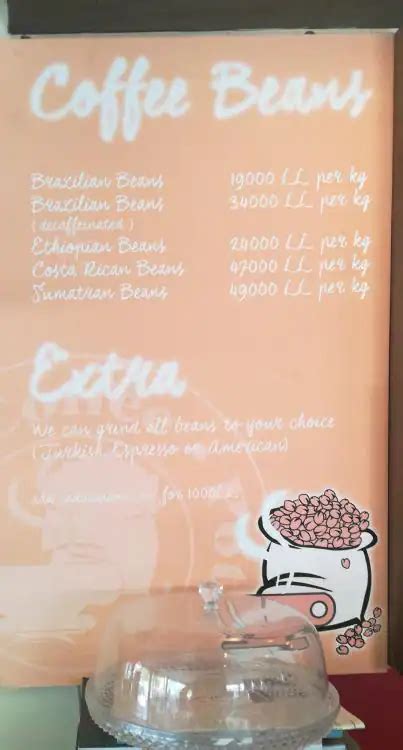 Coffee Beans
Brazilian Beans 19000 LL per kg
Brazilian Beans 34000 LL per kg
(decaffeinated)
Ethiopian Beans 24000 LL per kg
Costa Rican Beans 47000 LL per kg
Sumatran Beans 49000 LL per kg
Extra
We can grind all beans to your choice
(Turkish, Espresso or American)
for 1000LL